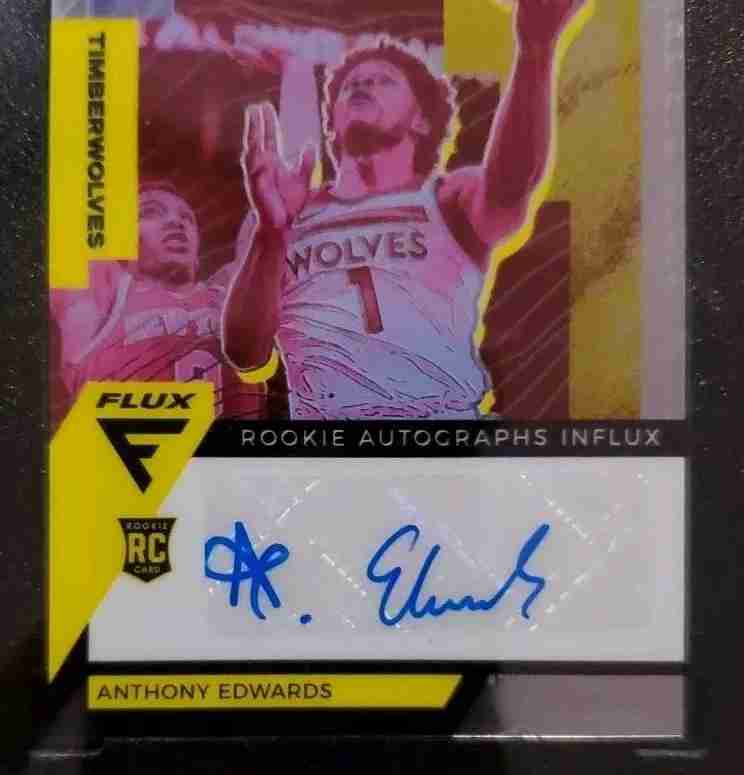 TIMBERWOLVES
WOLVES
1
FLUX
F
ROOKIE AUTOGRAPHS INFLUX
ROOKIE
RC
CARD
A. Edwards
ANTHONY EDWARDS